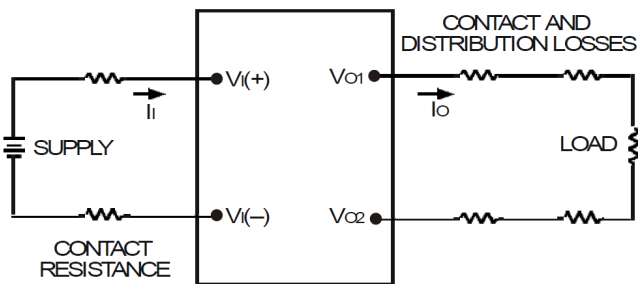 CONTACT AND
DISTRIBUTION LOSSES
VI(+)
VO1
II
IO
SUPPLY
LOAD
VI(–)
VO2
CONTACT
RESISTANCE